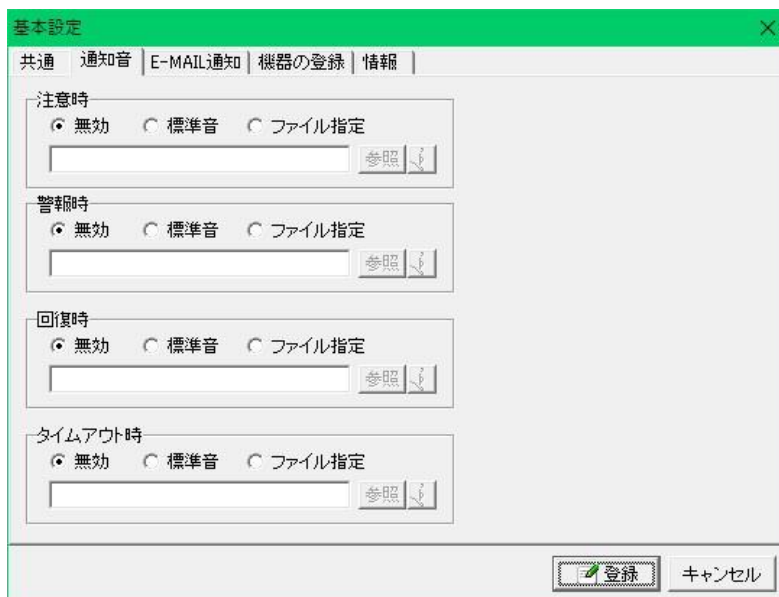 基本設定
共通 通知音 E-MAIL通知 機器の登録 情報
注意時
無効 標準音 ファイル指定
参照
警報時
無効 標準音 ファイル指定
参照
回復時
無効 標準音 ファイル指定
参照
タイムアウト時
無効 標準音 ファイル指定
参照
登録 キャンセル